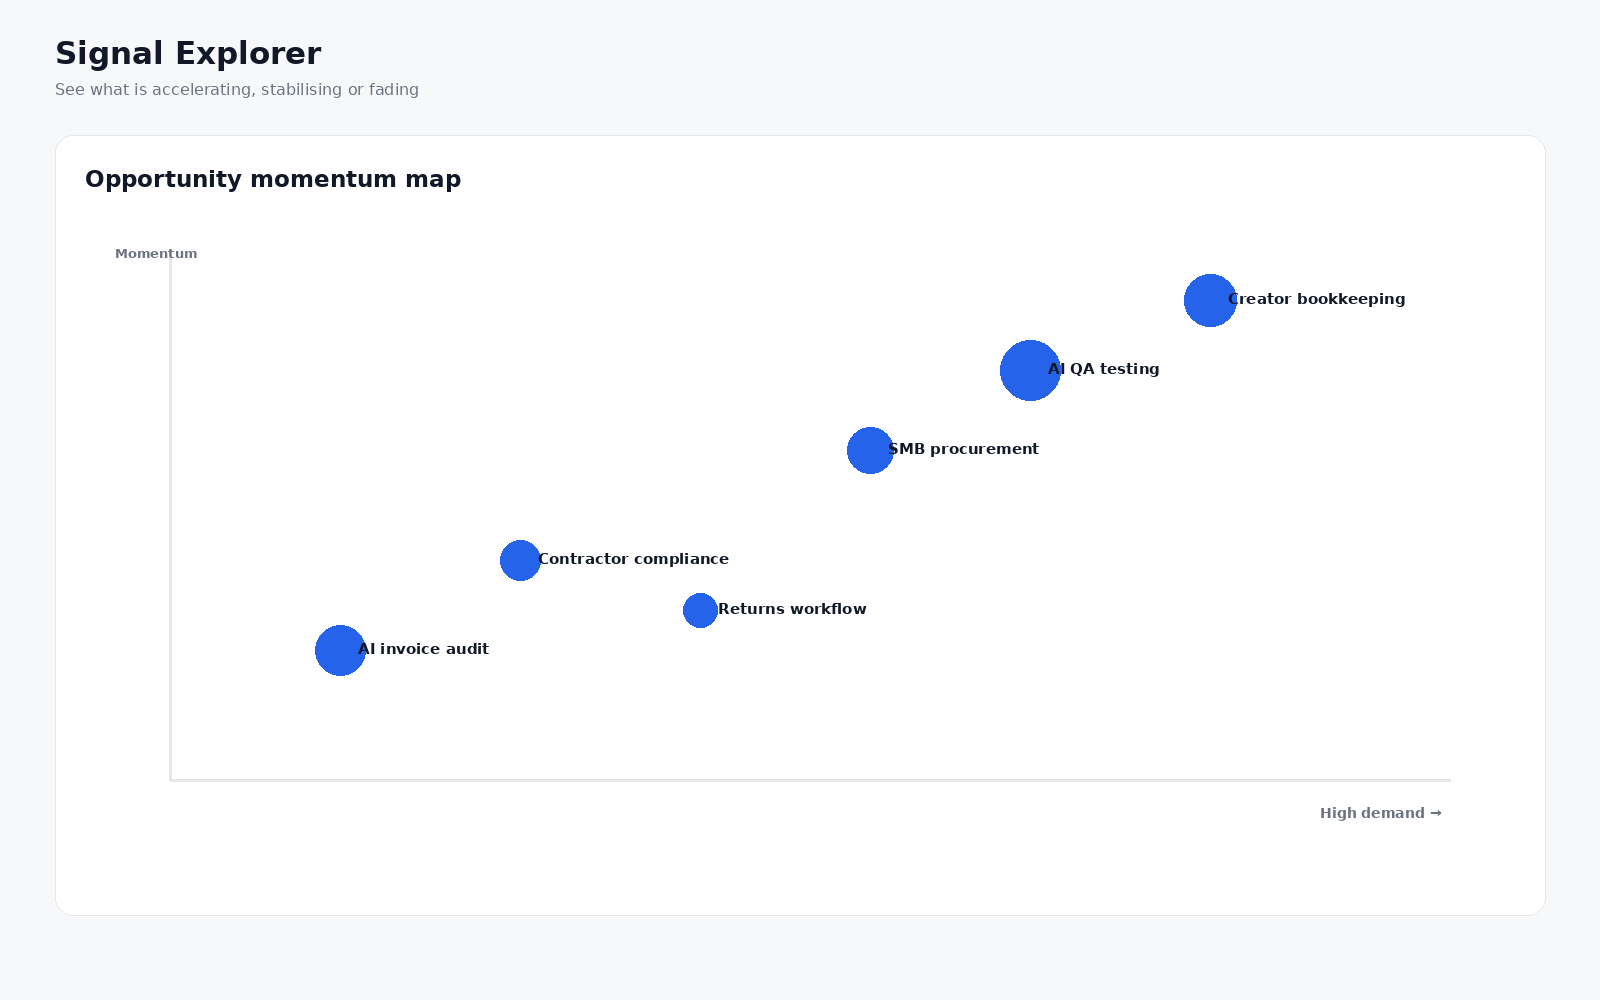 Signal Explorer
See what is accelerating, stabilising or fading
Opportunity momentum map
Momentum
Creator bookkeeping
AI QA testing
SMB procurement
Contractor compliance
Returns workflow
AI invoice audit
High demand →